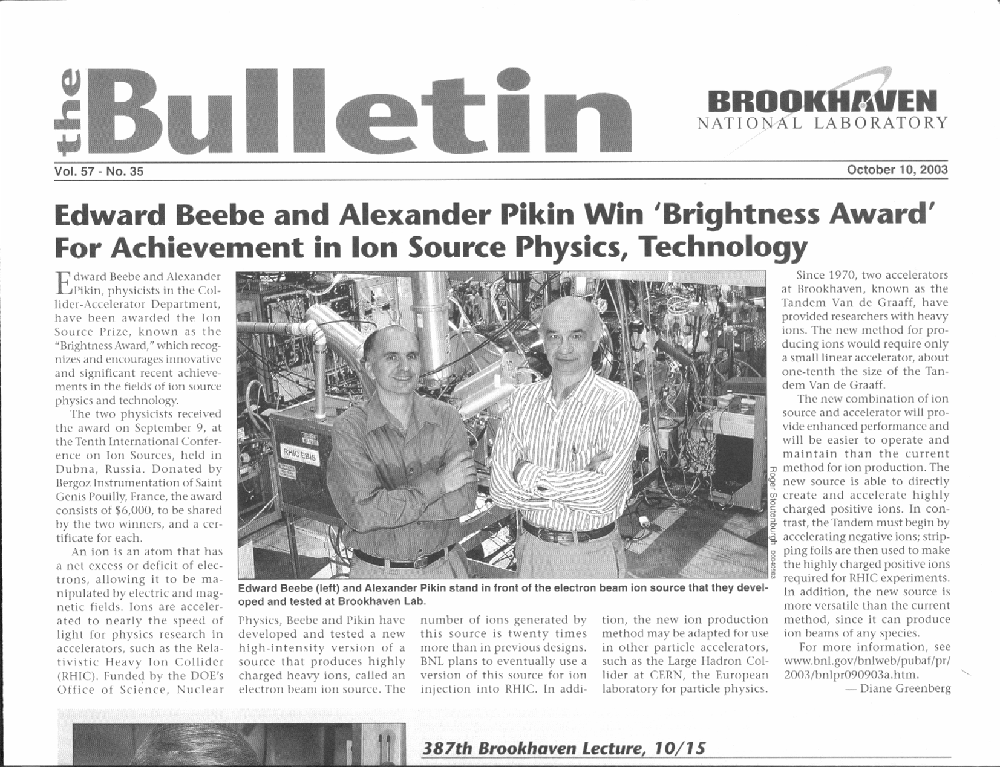 the Bulletin
BROOKHAVEN
NATIONAL LABORATORY
Vol. 57 - No. 35
October 10, 2003
Edward Beebe and Alexander Pikin Win ‘Brightness Award’
For Achievement in Ion Source Physics, Technology
Edward Beebe and Alexander
Pikin, physicists in the Col-
lider-Accelerator Department,
have been awarded the Ion
Source Prize, known as the
“Brightness Award,” which recog-
nizes and encourages innovative
and significant recent achieve-
ments in the fields of ion source
physics and technology.
The two physicists received
the award on September 9, at
the Tenth International Confer-
ence on Ion Sources, held in
Dubna, Russia. Donated by
Bergoz Instrumentation of Saint
Genis Pouilly, France, the award
consists of $6,000, to be shared
by the two winners, and a cer-
tificate for each.
An ion is an atom that has
a net excess or deficit of elec-
trons, allowing it to be ma-
nipulated by electric and mag-
netic fields. Ions are acceler-
ated to nearly the speed of
light for physics research in
accelerators, such as the Rela-
tivistic Heavy Ion Collider
(RHIC). Funded by the DOE’s
Office of Science, Nuclear
RHIC EBIS
Roger Stoutenburgh D0040903
Edward Beebe (left) and Alexander Pikin stand in front of the electron beam ion source that they devel-
oped and tested at Brookhaven Lab.
Physics, Beebe and Pikin have
developed and tested a new
high-intensity version of a
source that produces highly
charged heavy ions, called an
electron beam ion source. The
number of ions generated by
this source is twenty times
more than in previous designs.
BNL plans to eventually use a
version of this source for ion
injection into RHIC. In addi-
tion, the new ion production
method may be adapted for use
in other particle accelerators,
such as the Large Hadron Col-
lider at CERN, the European
laboratory for particle physics.
Since 1970, two accelerators
at Brookhaven, known as the
Tandem Van de Graaff, have
provided researchers with heavy
ions. The new method for pro-
ducing ions would require only
a small linear accelerator, about
one-tenth the size of the Tan-
dem Van de Graaff.
The new combination of ion
source and accelerator will pro-
vide enhanced performance and
will be easier to operate and
maintain than the current
method for ion production. The
new source is able to directly
create and accelerate highly
charged positive ions. In con-
trast, the Tandem must begin by
accelerating negative ions; strip-
ping foils are then used to make
the highly charged positive ions
required for RHIC experiments.
In addition, the new source is
more versatile than the current
method, since it can produce
ion beams of any species.
For more information, see
www.bnl.gov/bnlweb/pubaf/pr/
2003/bnlpr090903a.htm.
— Diane Greenberg
387th Brookhaven Lecture, 10/15